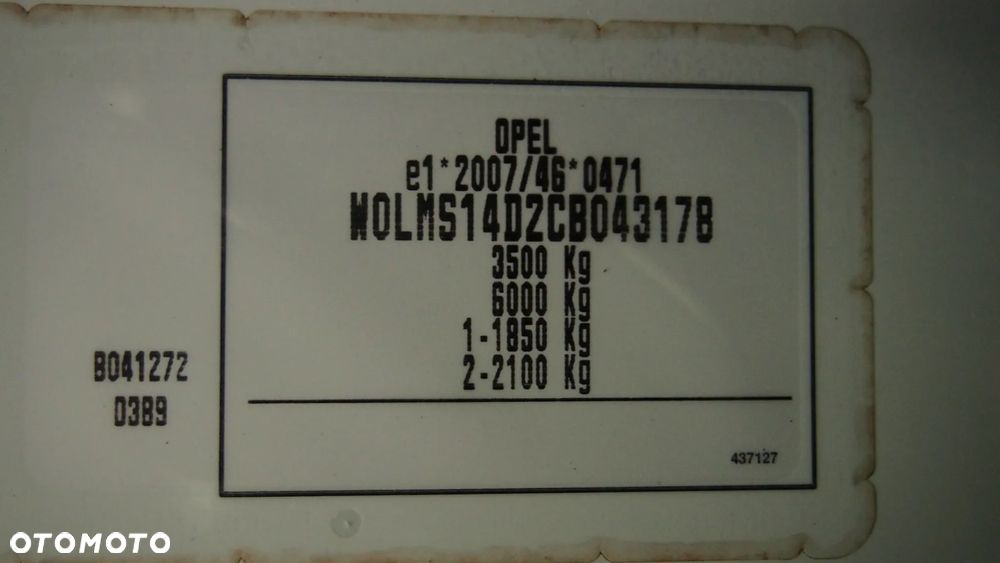 OPEL
e1*2007/46*0471
W0LMS14D2CB043178
3500 Kg
6000 Kg
1-1850 Kg
2-2100 Kg
B041272
0389
437127
OTOMOTO